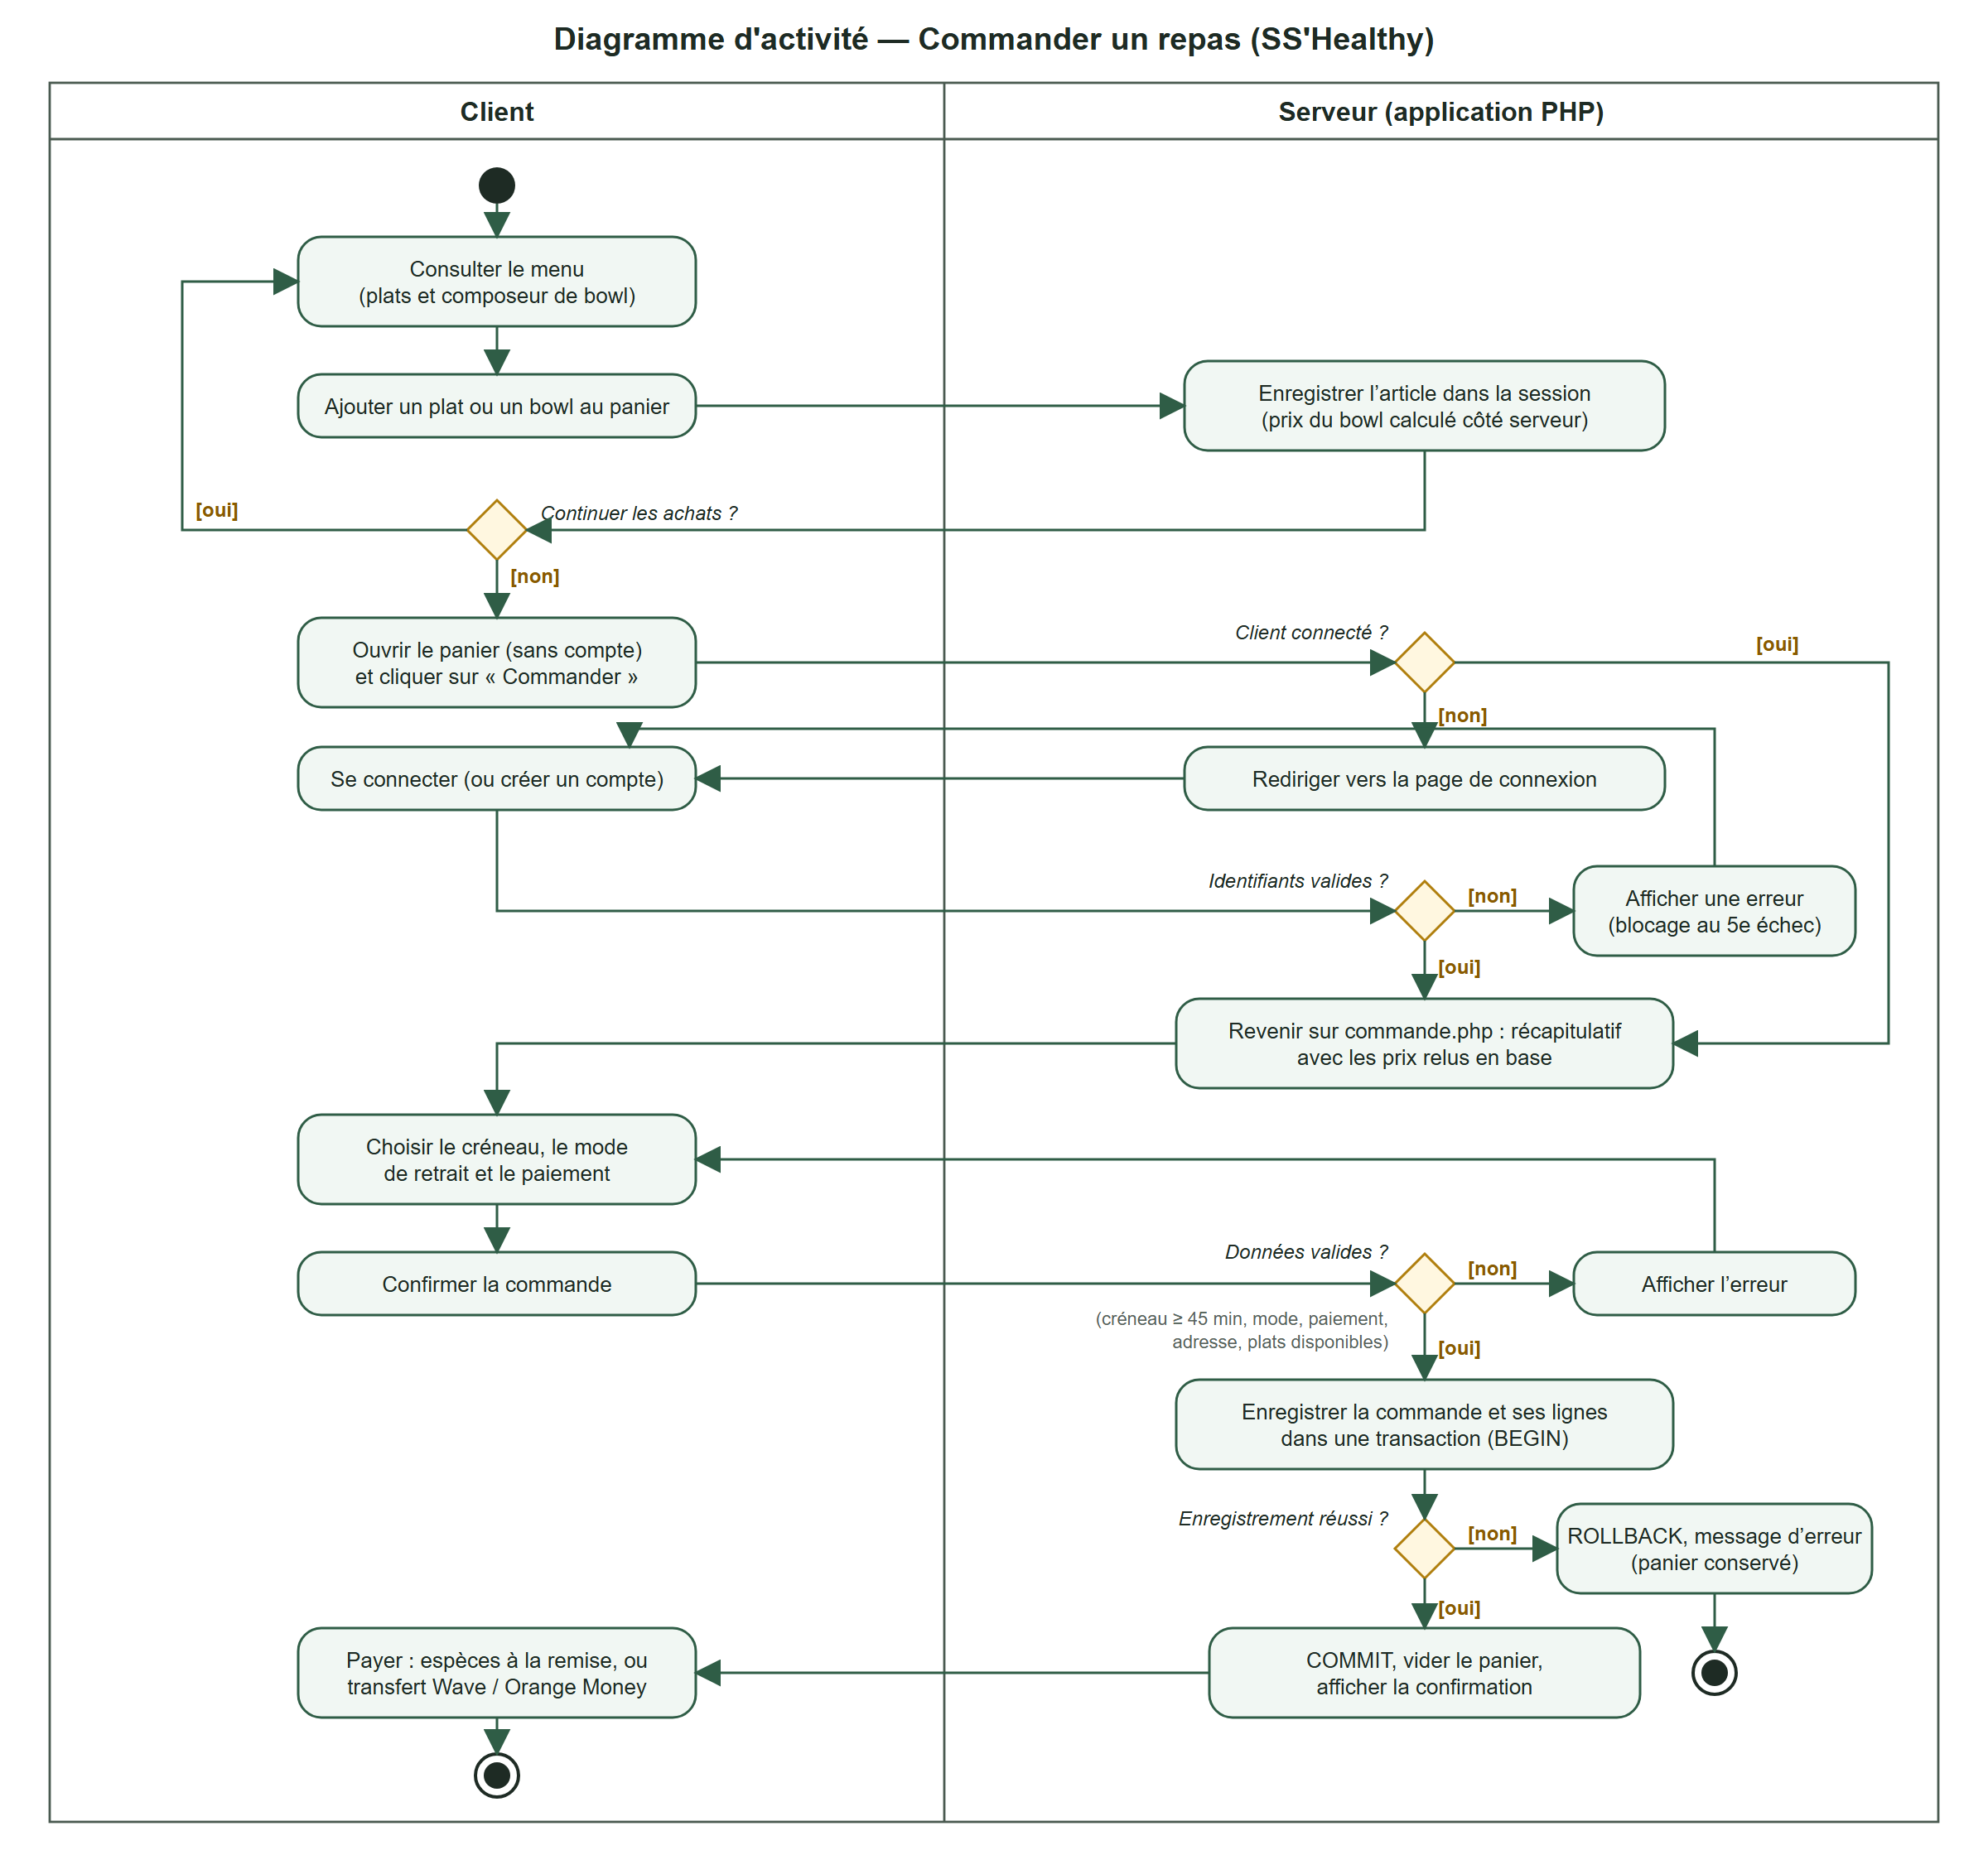 Diagramme d'activité — Commander un repas (SS'Healthy)
Client
Serveur (application PHP)
Consulter le menu
(plats et composeur de bowl)
Ajouter un plat ou un bowl au panier
Enregistrer l’article dans la session
(prix du bowl calculé côté serveur)
[oui]
Continuer les achats ?
[non]
Ouvrir le panier (sans compte)
et cliquer sur « Commander »
Client connecté ?
[oui]
[non]
Se connecter (ou créer un compte)
Rediriger vers la page de connexion
Identifiants valides ?
[non]
Afficher une erreur
(blocage au 5e échec)
[oui]
Revenir sur commande.php : récapitulatif
avec les prix relus en base
Choisir le créneau, le mode
de retrait et le paiement
Confirmer la commande
Données valides ?
[non]
Afficher l’erreur
(créneau ≥ 45 min, mode, paiement,
adresse, plats disponibles)
[oui]
Enregistrer la commande et ses lignes
dans une transaction (BEGIN)
Enregistrement réussi ?
[non]
ROLLBACK, message d’erreur
(panier conservé)
[oui]
Payer : espèces à la remise, ou
transfert Wave / Orange Money
COMMIT, vider le panier,
afficher la confirmation